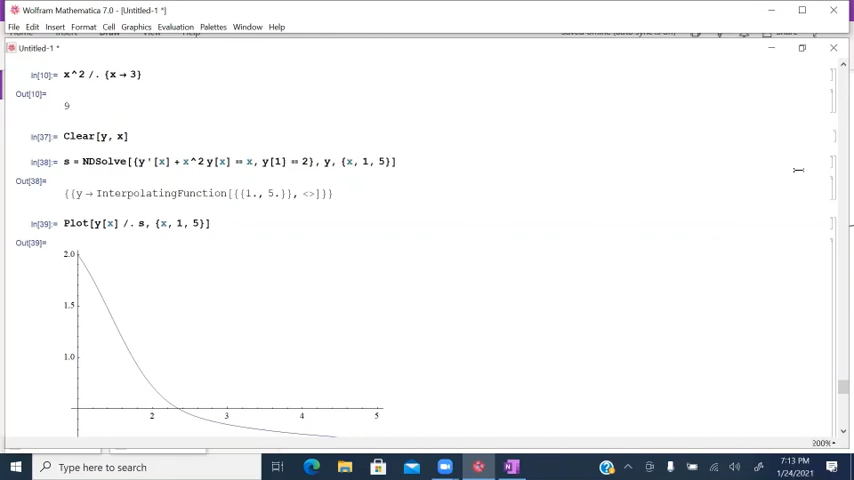 Wolfram Mathematica 7.0 - [Untitled-1 *]
File Edit Insert Format Cell Graphics Evaluation Palettes Window Help
Untitled-1 *
In[10]:= x^2 /. {x → 3}
Out[10]=
9
In[37]:= Clear[y, x]
In[38]:= s = NDSolve[{y'[x] + x^2 y[x] == x, y[1] == 2}, y, {x, 1, 5}]
Out[38]=
{{y → InterpolatingFunction[{{1., 5.}}, <>]}}
In[39]:= Plot[y[x] /. s, {x, 1, 5}]
Out[39]=
2.0
1.5
1.0
2 3 4 5
200%
Type here to search
7:13 PM
1/24/2021